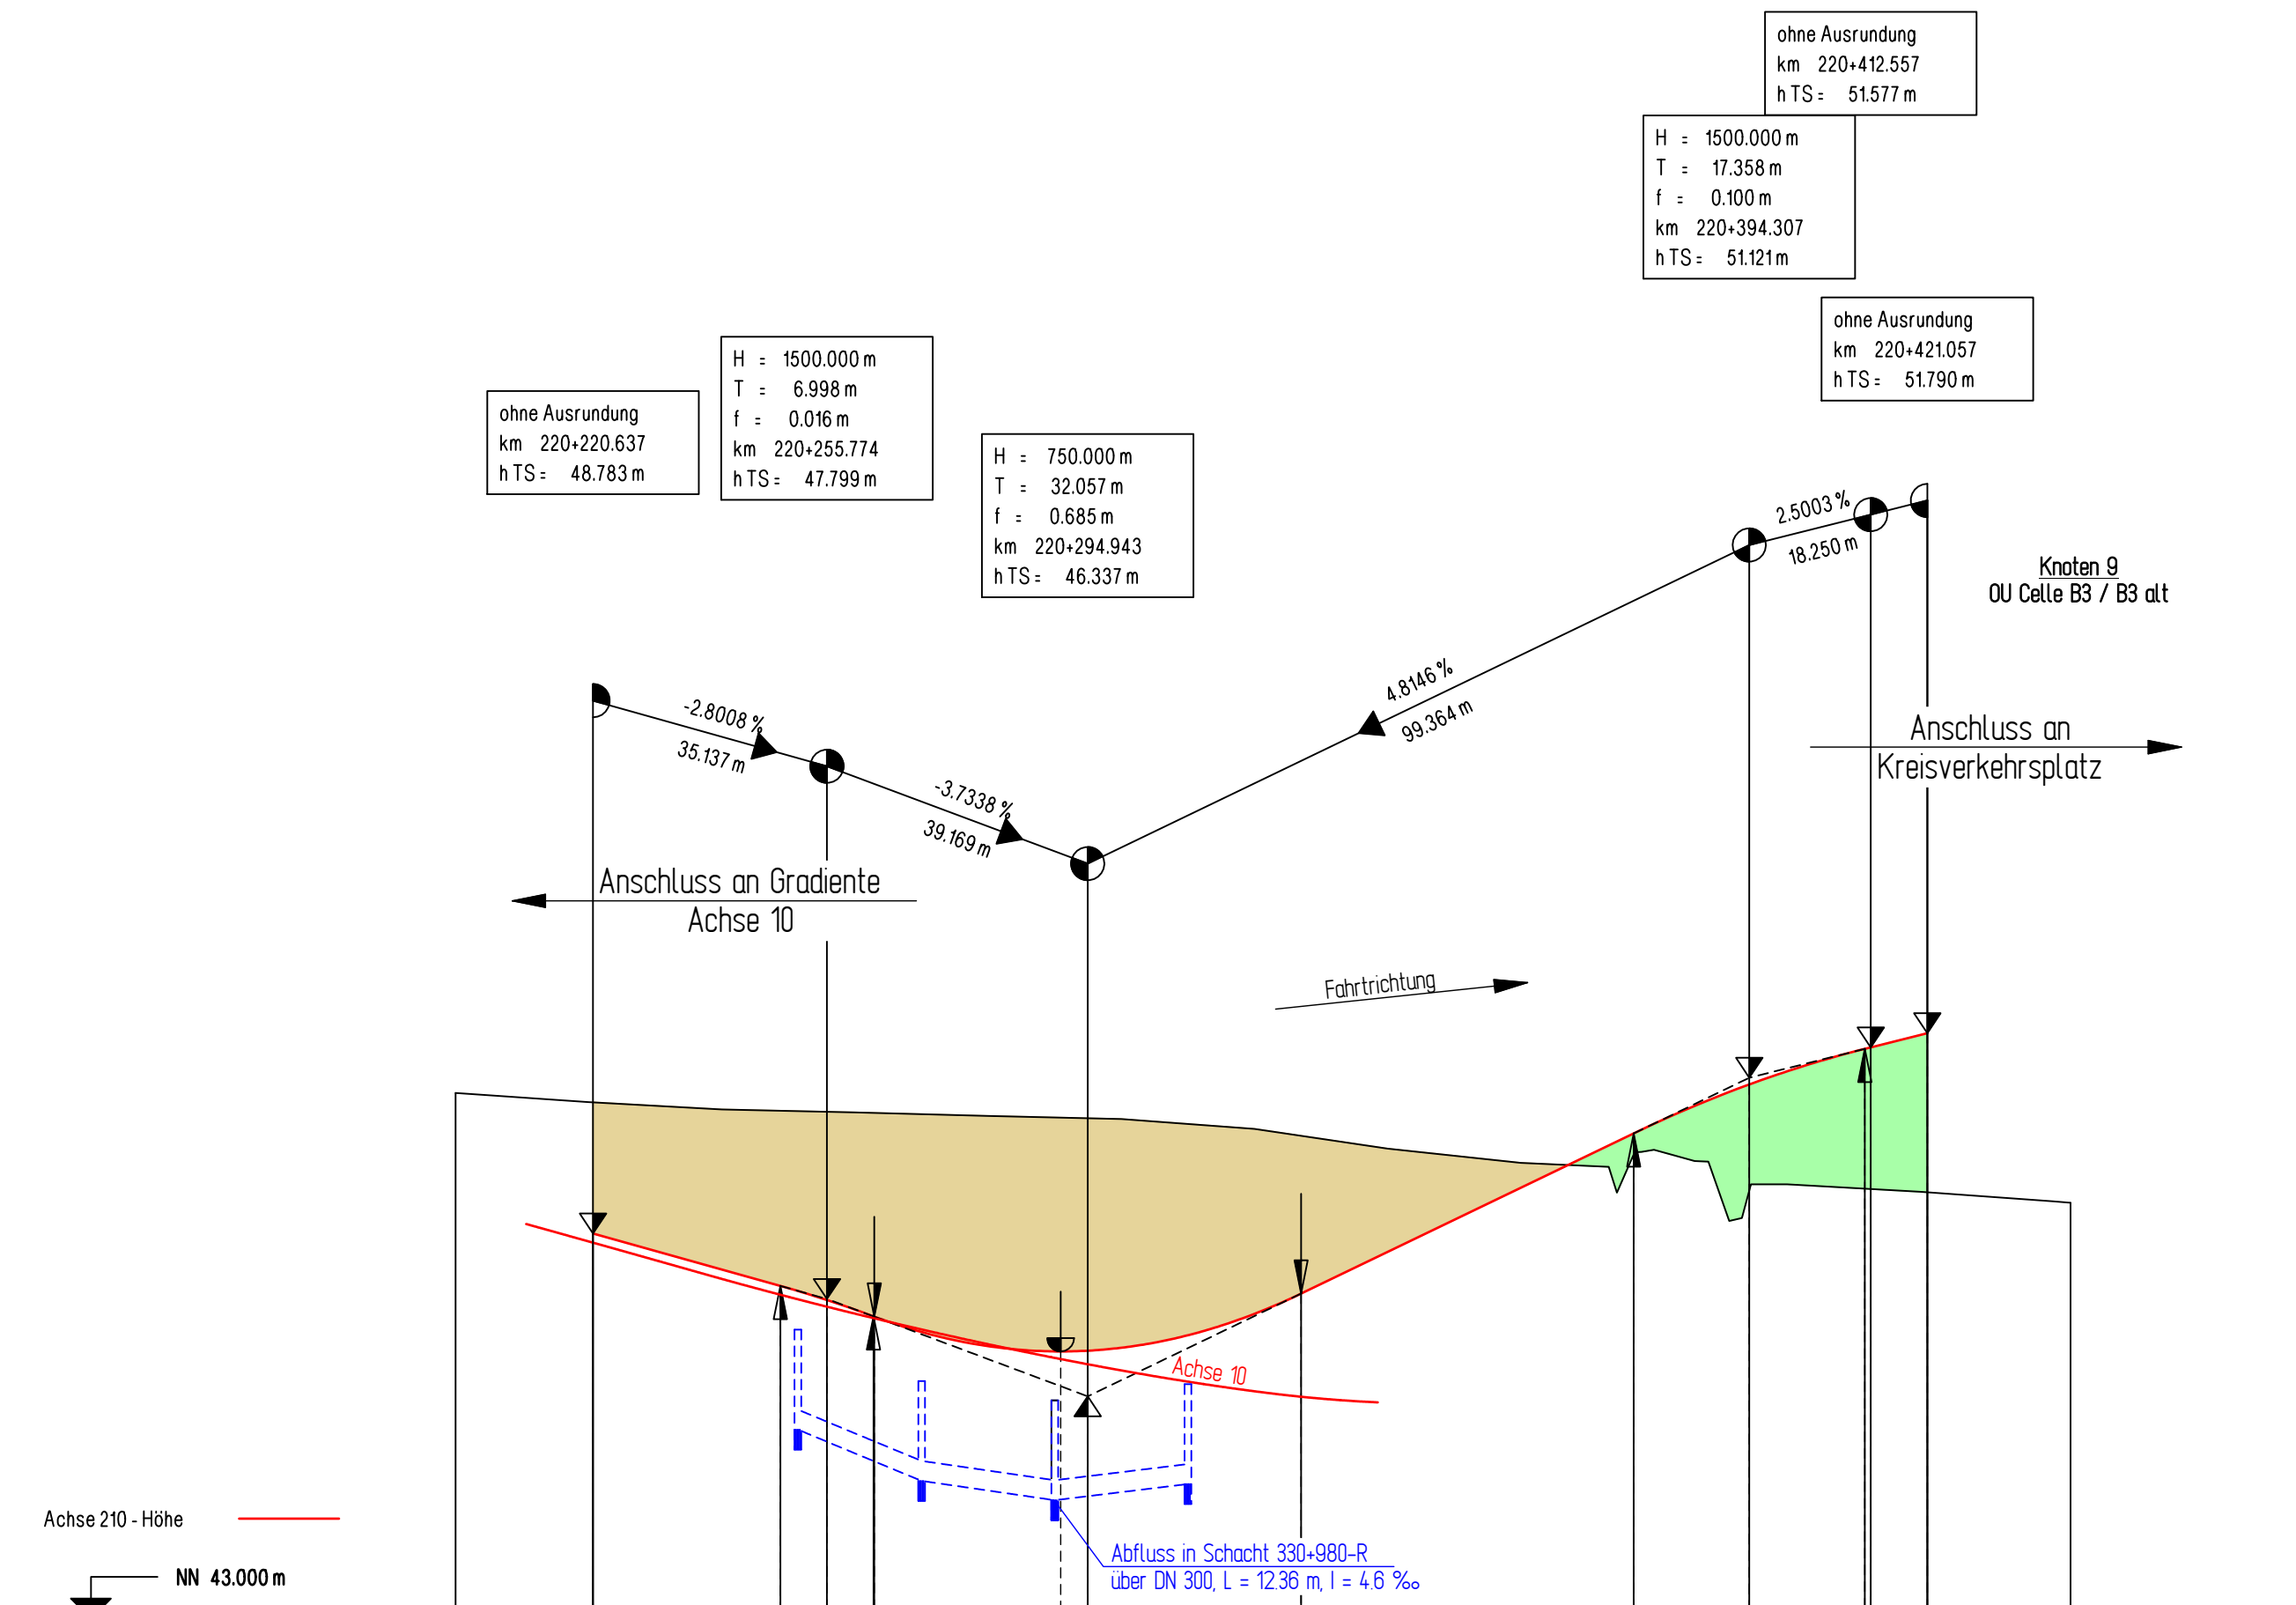 ohne Ausrundung
km 220+412.557
h TS = 51.577 m
H = 1500.000 m
T = 17.358 m
f = 0.100 m
km 220+394.307
h TS = 51.121 m
ohne Ausrundung
km 220+421.057
h TS = 51.790 m
H = 1500.000 m
T = 6.998 m
f = 0.016 m
km 220+255.774
h TS = 47.799 m
ohne Ausrundung
km 220+220.637
h TS = 48.783 m
H = 750.000 m
T = 32.057 m
f = 0.685 m
km 220+294.943
h TS = 46.337 m
2.5003 %
18.250 m
Knoten 9
OU Celle B3 / B3 alt
4.8146 %
99.364 m
-2.8008 %
35.137 m
-3.7338 %
39.169 m
Anschluss an
Kreisverkehrsplatz
Anschluss an Gradiente
Achse 10
Fahrtrichtung
Achse 10
Achse 210 - Höhe
Abfluss in Schacht 330+980-R
über DN 300, L = 12.36 m, I = 4.6 ‰
NN 43.000 m